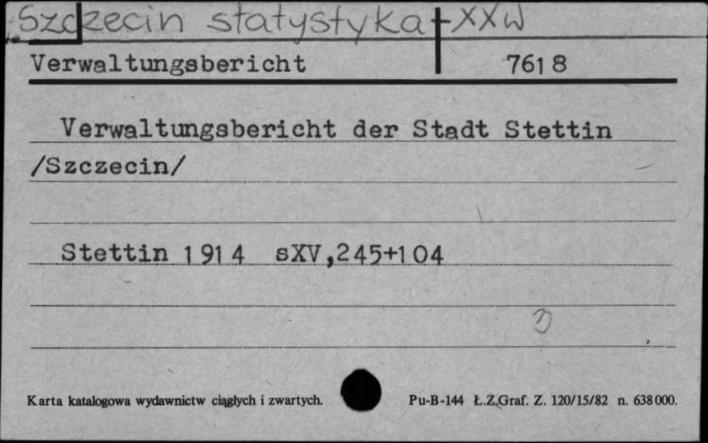 Szczecin statystyka XXw
Verwaltungsbericht 7618
Verwaltungsbericht der Stadt Stettin
/Szczecin/
Stettin 1914 sXV,245+104
Karta katalogowa wydawnictw ciągłych i zwartych. Pu-B-144 Ł.Z.Graf. Z. 120/15/82 n. 638000.